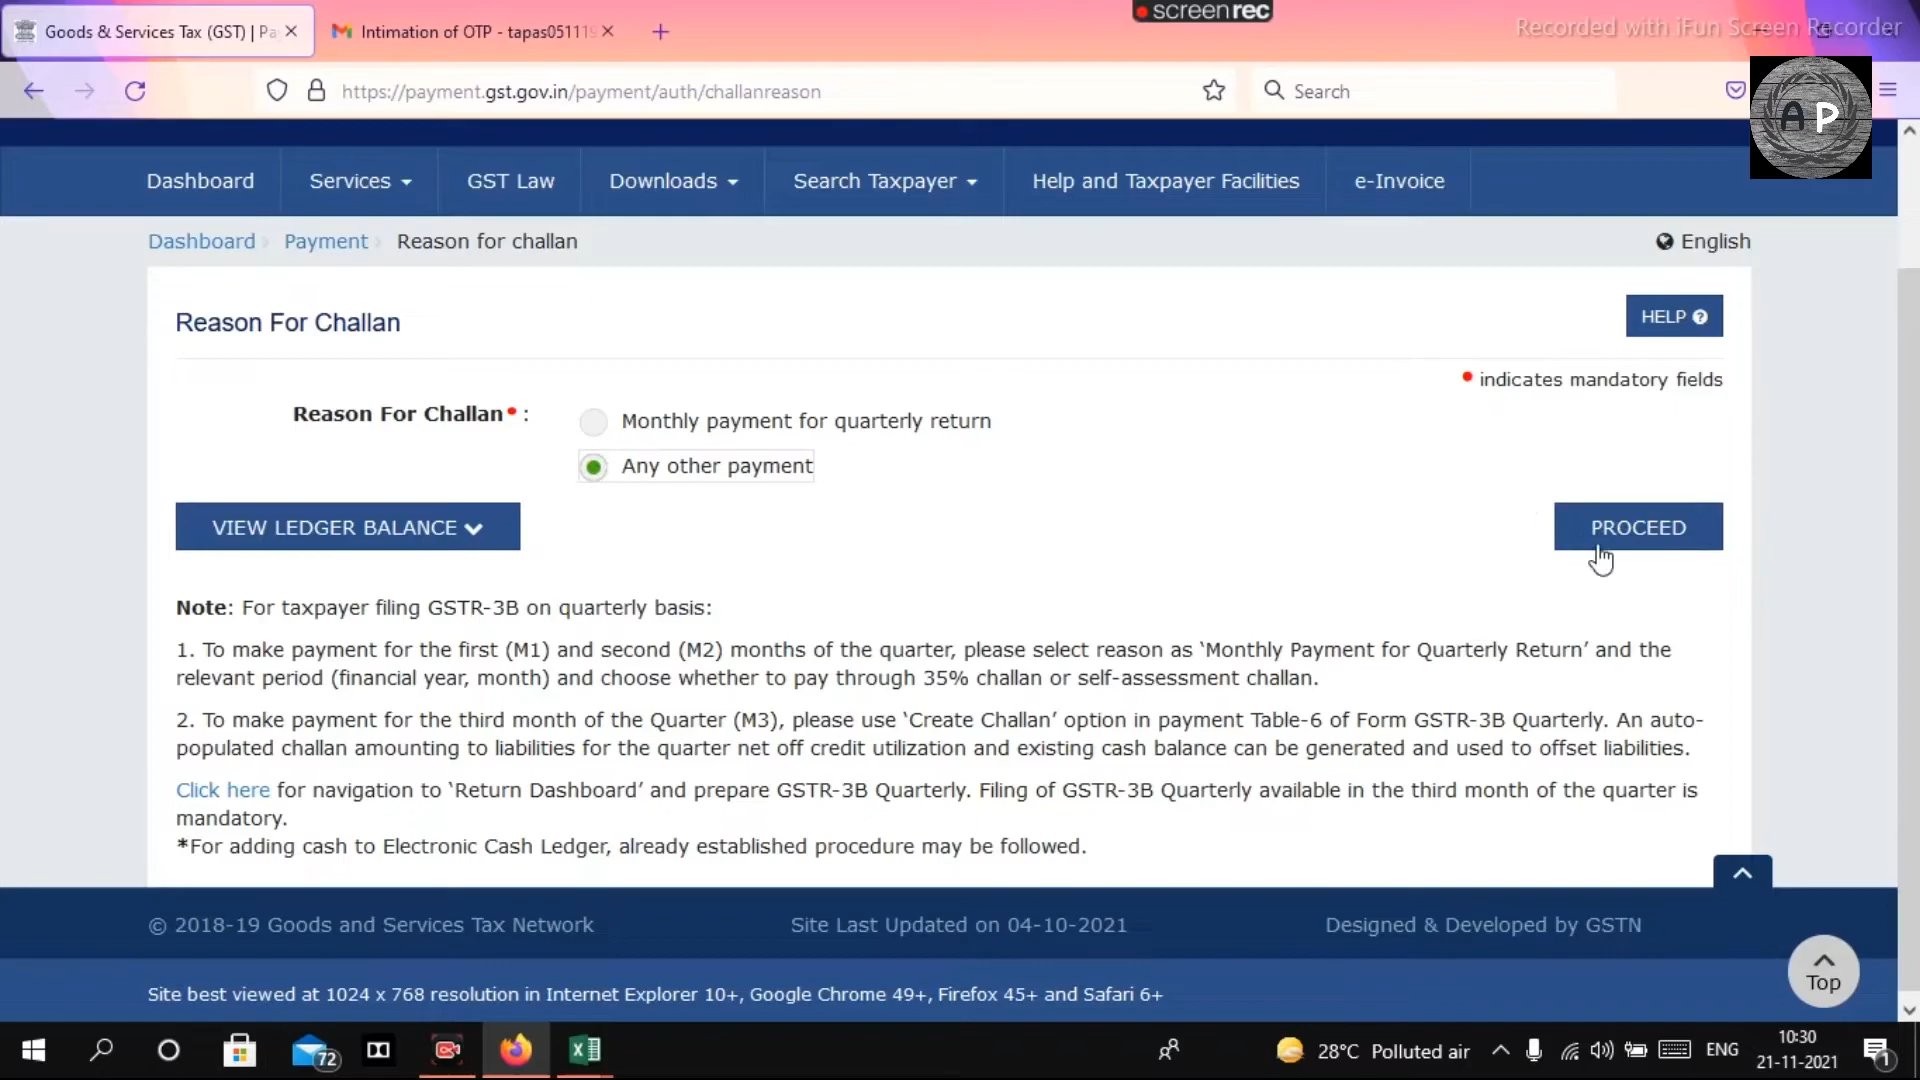 screenrec
Recorded with iFun Screen Recorder
Goods & Services Tax (GST) | Pa
Intimation of OTP - tapas05111
https://payment.gst.gov.in/payment/auth/challanreason
Search
AP
Dashboard Services GST Law Downloads Search Taxpayer Help and Taxpayer Facilities e-Invoice
Dashboard Payment Reason for challan
English
Reason For Challan
HELP
• indicates mandatory fields
Reason For Challan• :
Monthly payment for quarterly return
Any other payment
VIEW LEDGER BALANCE
PROCEED
Note: For taxpayer filing GSTR-3B on quarterly basis:
1. To make payment for the first (M1) and second (M2) months of the quarter, please select reason as ‘Monthly Payment for Quarterly Return’ and the
relevant period (financial year, month) and choose whether to pay through 35% challan or self-assessment challan.
2. To make payment for the third month of the Quarter (M3), please use ‘Create Challan’ option in payment Table-6 of Form GSTR-3B Quarterly. An auto-
populated challan amounting to liabilities for the quarter net off credit utilization and existing cash balance can be generated and used to offset liabilities.
Click here for navigation to ‘Return Dashboard’ and prepare GSTR-3B Quarterly. Filing of GSTR-3B Quarterly available in the third month of the quarter is
mandatory.
*For adding cash to Electronic Cash Ledger, already established procedure may be followed.
© 2018-19 Goods and Services Tax Network
Site Last Updated on 04-10-2021
Designed & Developed by GSTN
Top
Site best viewed at 1024 x 768 resolution in Internet Explorer 10+, Google Chrome 49+, Firefox 45+ and Safari 6+
72
28°C Polluted air
ENG
10:30
21-11-2021
1